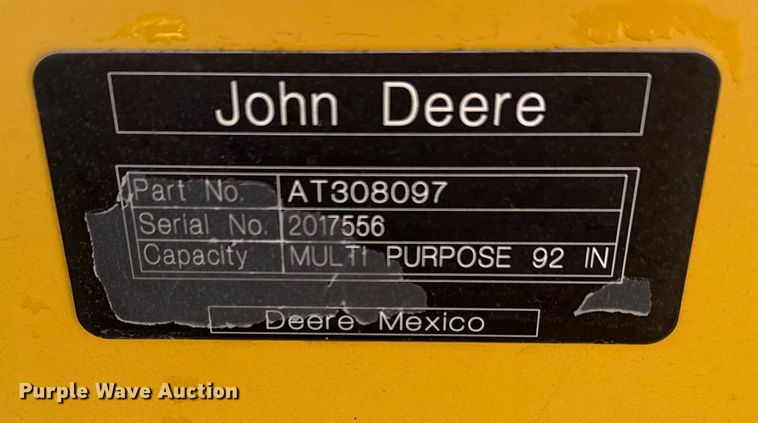 John Deere
Part No. AT308097
Serial No. 2017556
Capacity MULTI PURPOSE 92 IN
Deere Mexico
Purple Wave Auction